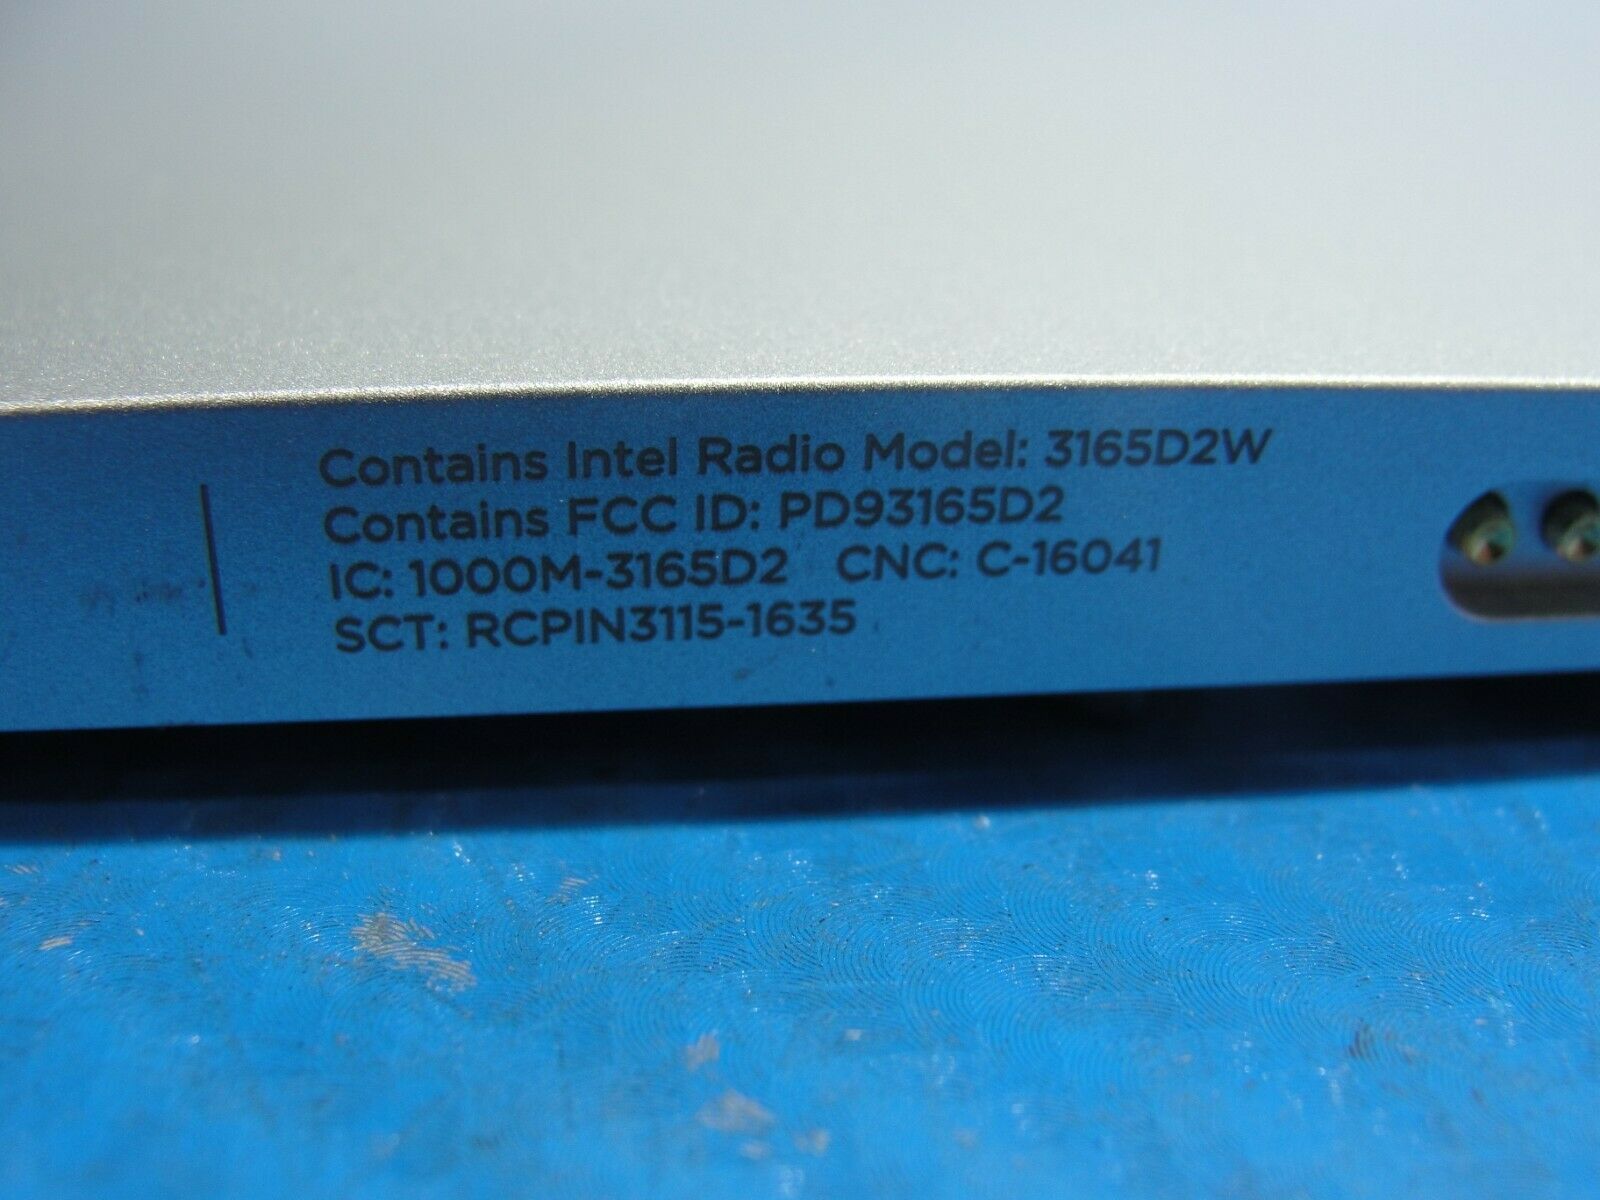 Contains Intel Radio Model: 3165D2W
Contains FCC ID: PD93165D2
IC: 1000M-3165D2 CNC: C-16041
SCT: RCPIN3115-1635